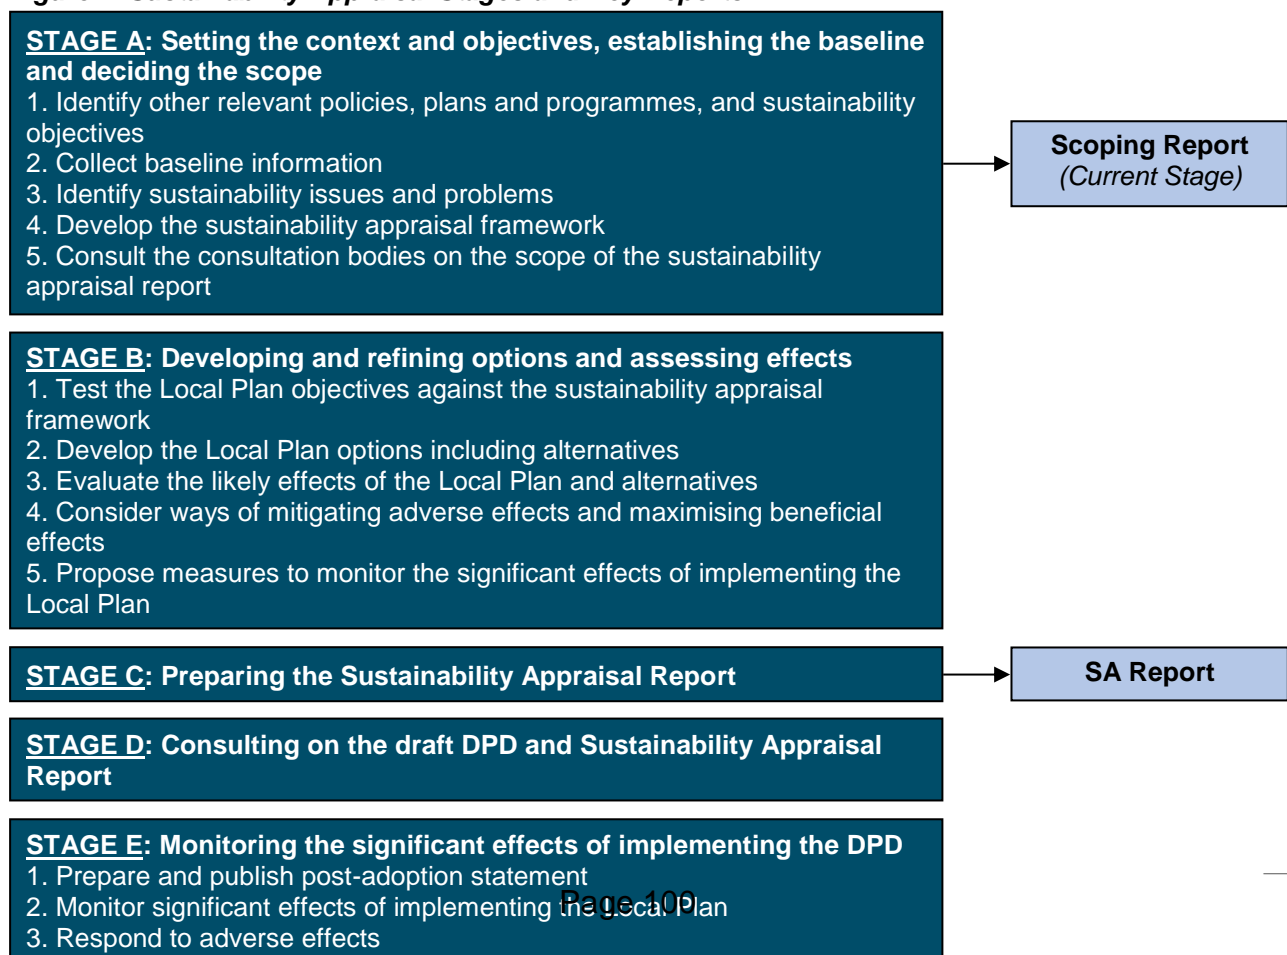 STAGE A: Setting the context and objectives, establishing the baseline
and deciding the scope
1. Identify other relevant policies, plans and programmes, and sustainability
objectives
2. Collect baseline information
3. Identify sustainability issues and problems
4. Develop the sustainability appraisal framework
5. Consult the consultation bodies on the scope of the sustainability
appraisal report
Scoping Report
(Current Stage)
STAGE B: Developing and refining options and assessing effects
1. Test the Local Plan objectives against the sustainability appraisal
framework
2. Develop the Local Plan options including alternatives
3. Evaluate the likely effects of the Local Plan and alternatives
4. Consider ways of mitigating adverse effects and maximising beneficial
effects
5. Propose measures to monitor the significant effects of implementing the
Local Plan
STAGE C: Preparing the Sustainability Appraisal Report
SA Report
STAGE D: Consulting on the draft DPD and Sustainability Appraisal
Report
STAGE E: Monitoring the significant effects of implementing the DPD
1. Prepare and publish post-adoption statement
2. Monitor significant effects of implementing the Local Plan
Page 100
3. Respond to adverse effects